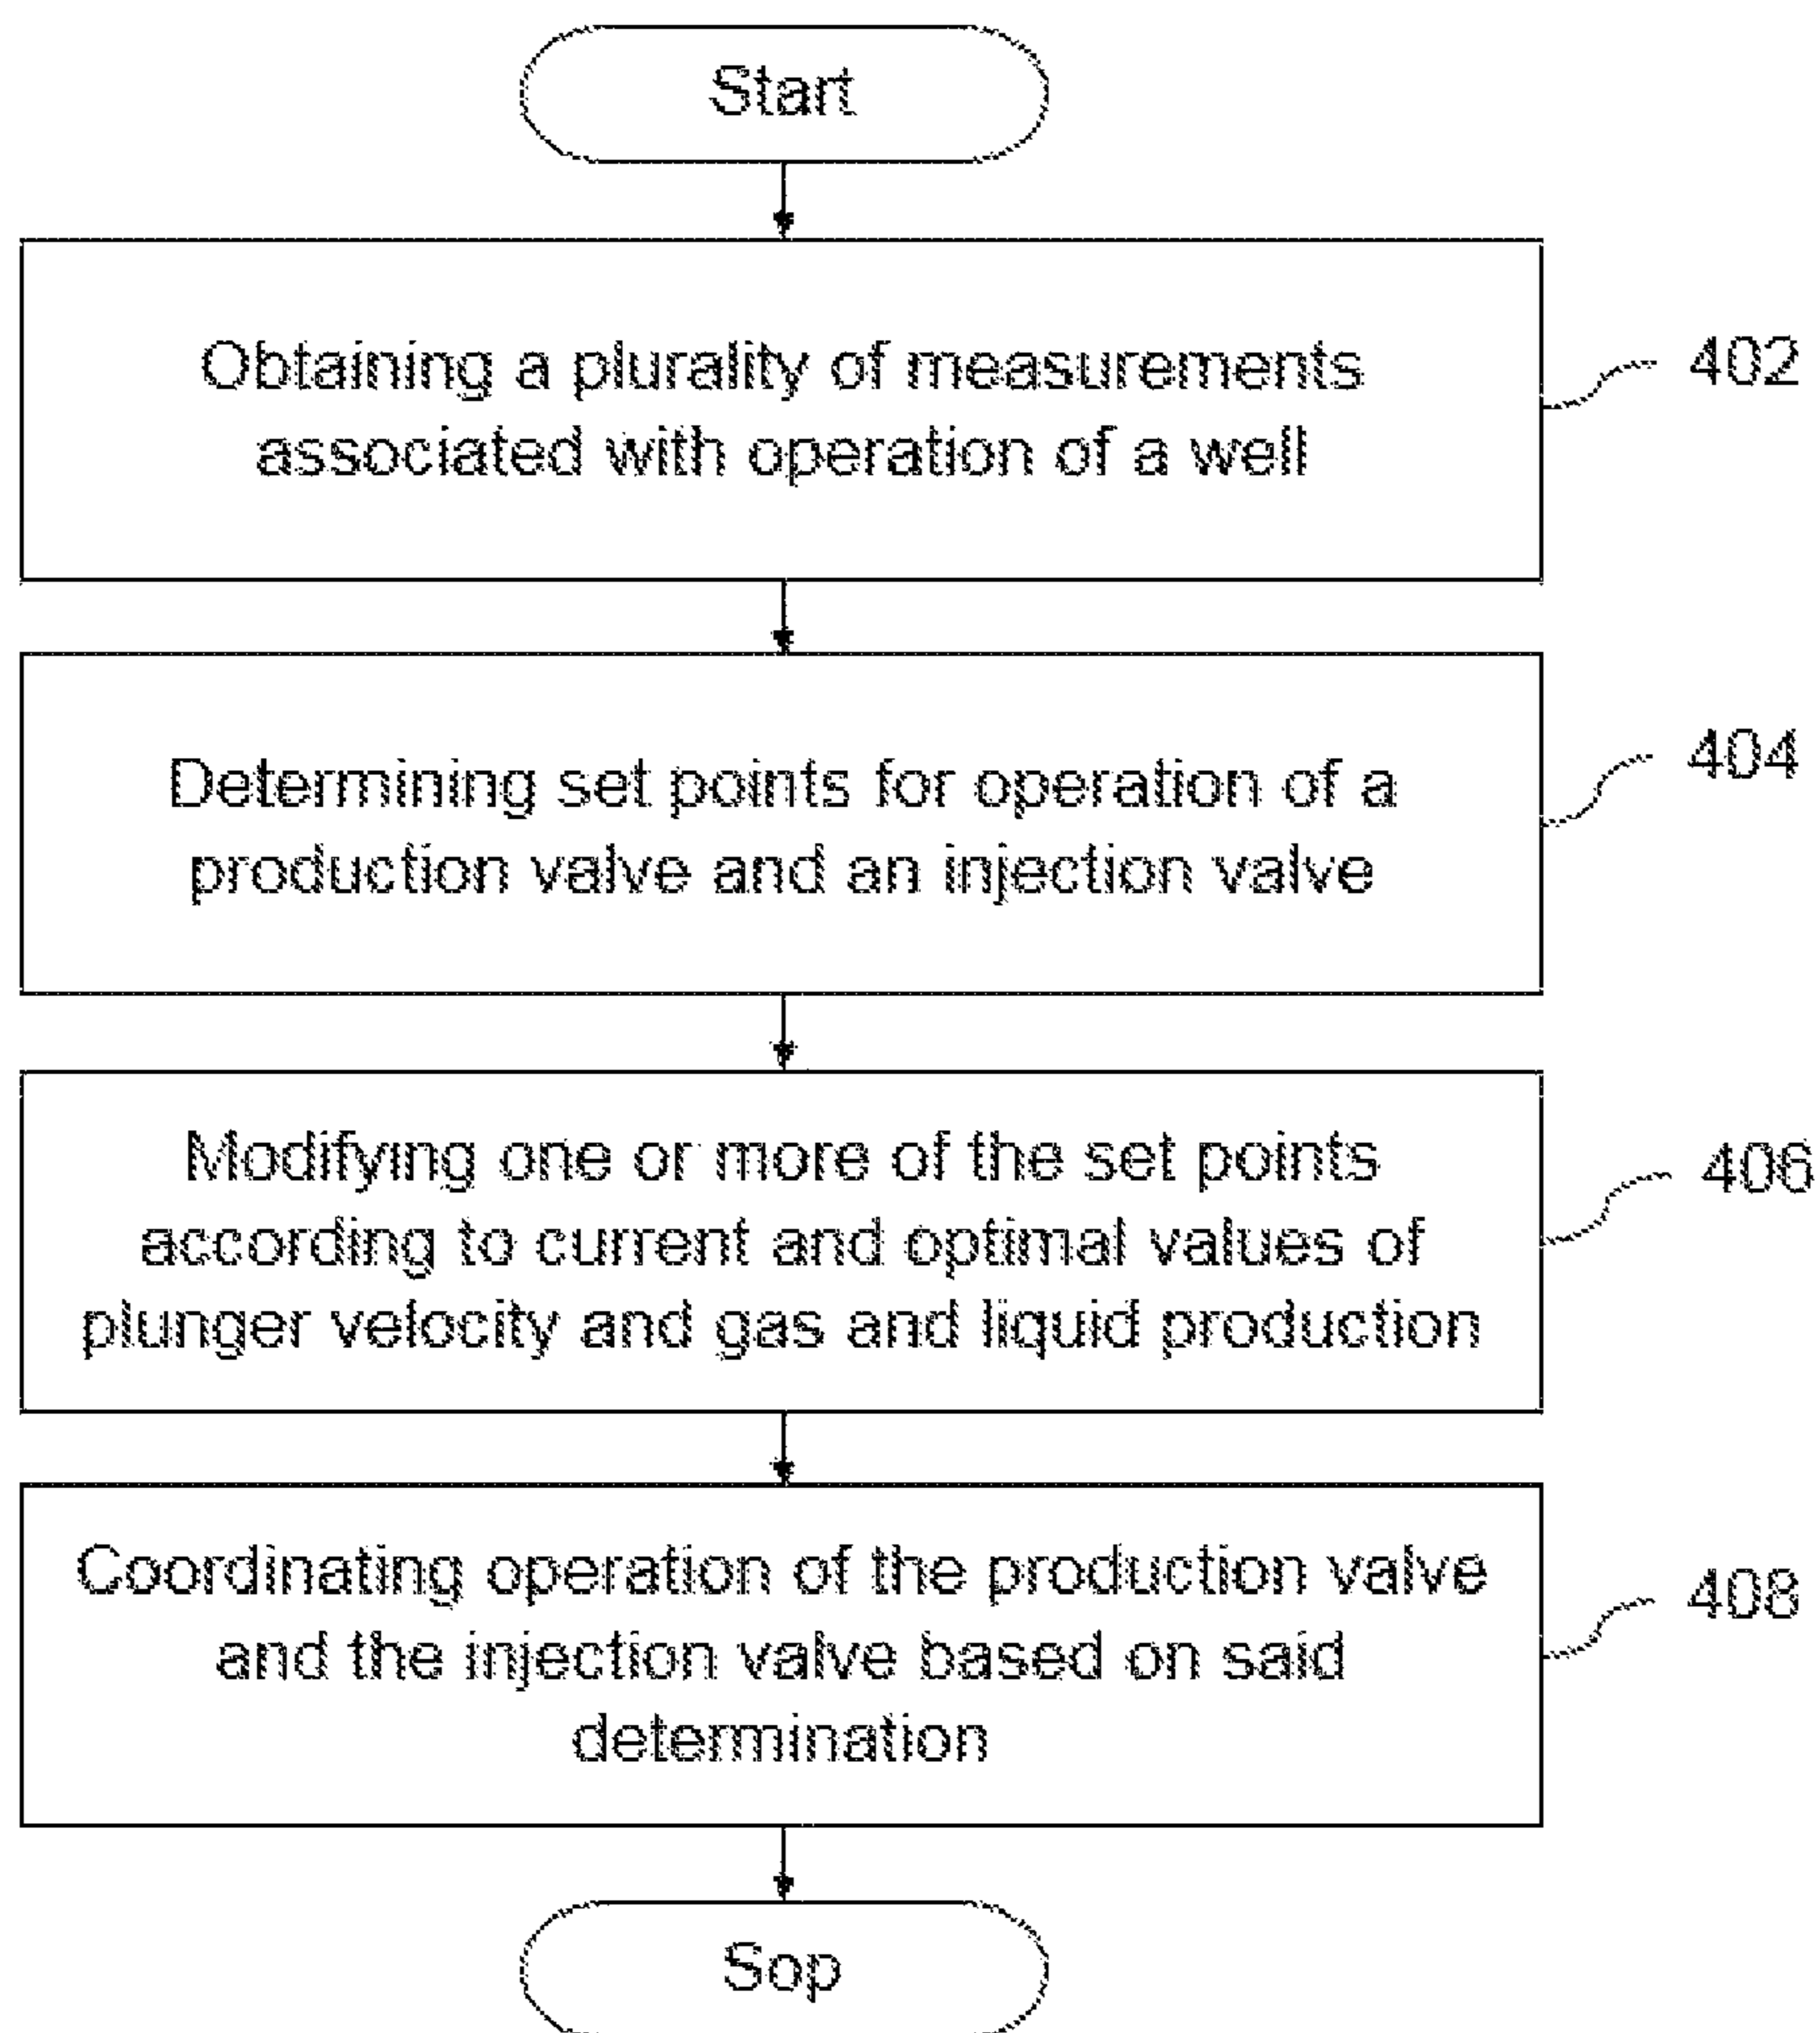 Start
Obtaining a plurality of measurements
associated with operation of a well
402
Determining set points for operation of a
production valve and an injection valve
404
Modifying one or more of the set points
according to current and optimal values of
plunger velocity and gas and liquid production
406
Coordinating operation of the production valve
and the injection valve based on said
determination
408
Sop